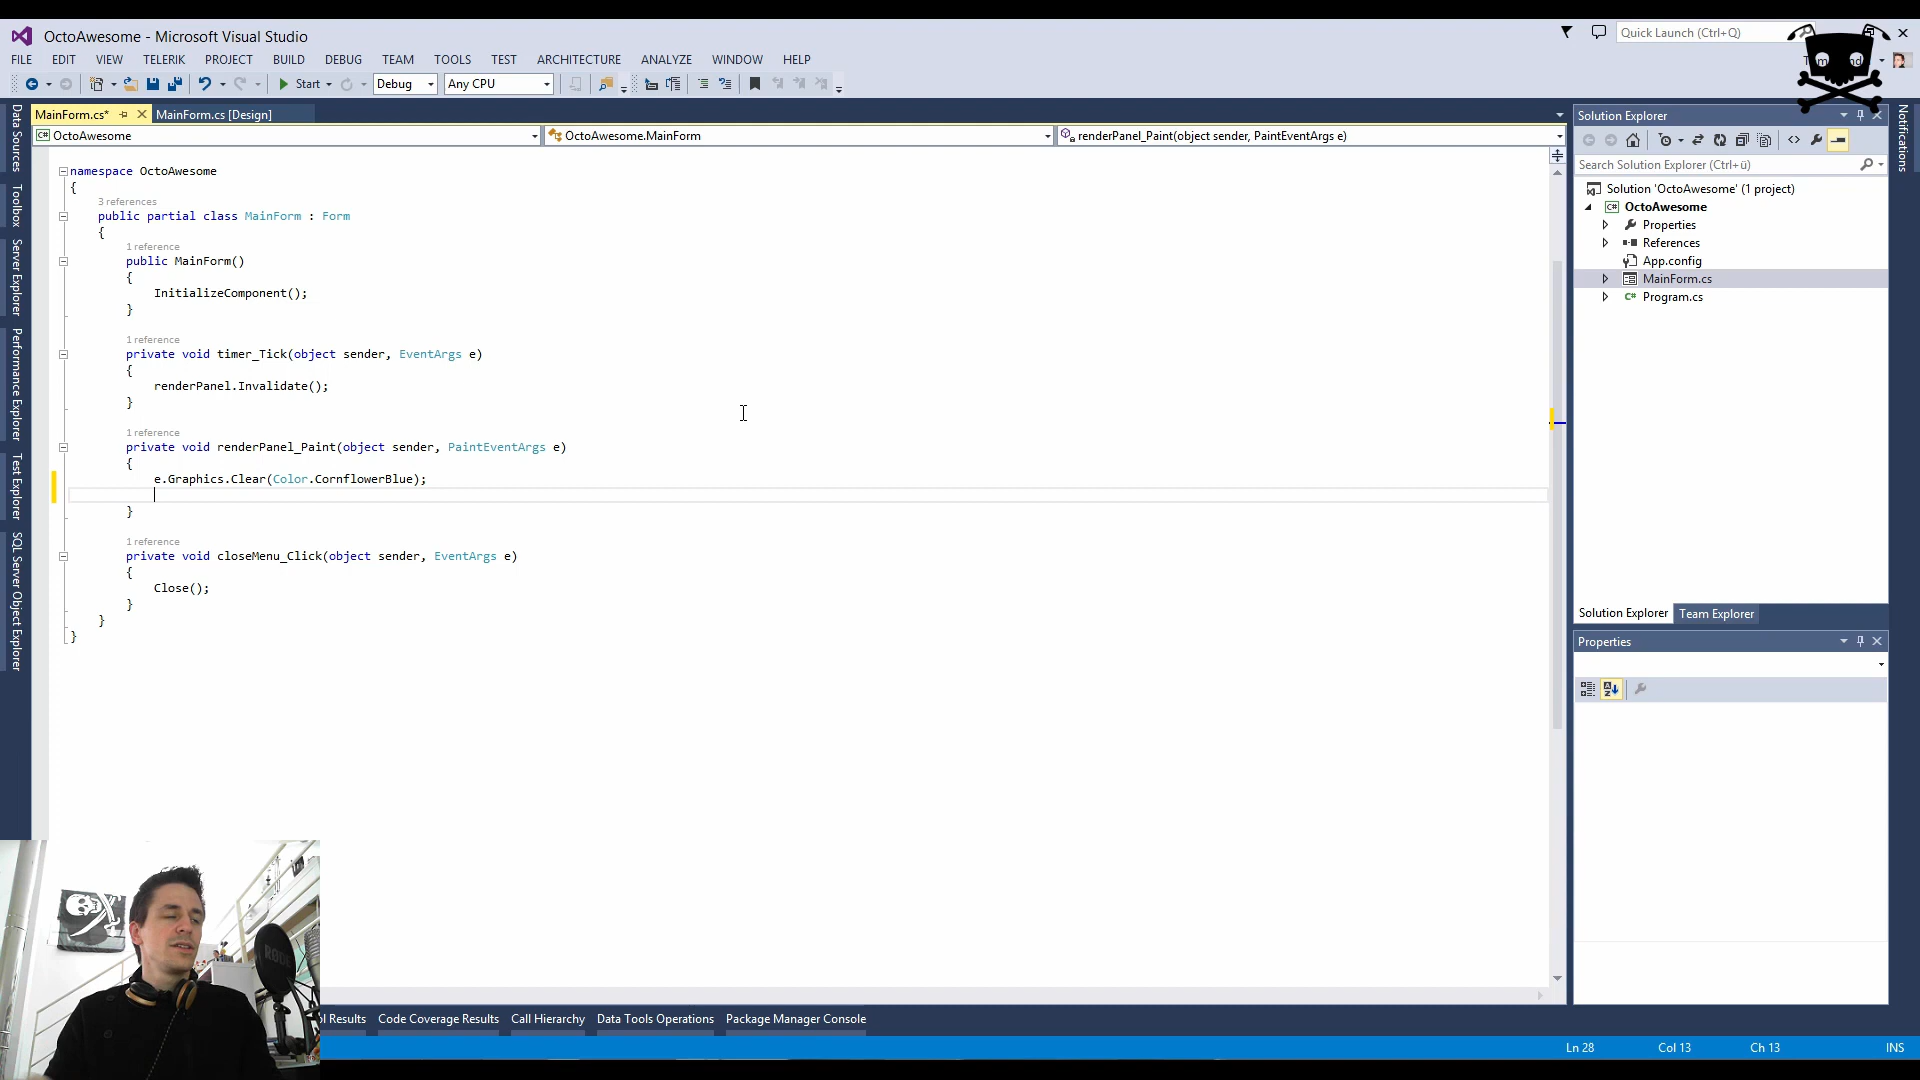 OctoAwesome - Microsoft Visual Studio
Quick Launch (Ctrl+Q)
FILE EDIT VIEW TELERIK PROJECT BUILD DEBUG TEAM TOOLS TEST ARCHITECTURE ANALYZE WINDOW HELP
Start Debug Any CPU
MainForm.cs* MainForm.cs [Design]
OctoAwesome OctoAwesome.MainForm renderPanel_Paint(object sender, PaintEventArgs e)
Data Sources
Toolbox
Server Explorer
Performance Explorer
Test Explorer
SQL Server Object Explorer
namespace OctoAwesome
{
3 references
public partial class MainForm : Form
{
1 reference
public MainForm()
{
InitializeComponent();
}
1 reference
private void timer_Tick(object sender, EventArgs e)
{
renderPanel.Invalidate();
}
1 reference
private void renderPanel_Paint(object sender, PaintEventArgs e)
{
e.Graphics.Clear(Color.CornflowerBlue);
}
1 reference
private void closeMenu_Click(object sender, EventArgs e)
{
Close();
}
}
}
Solution Explorer
Search Solution Explorer (Ctrl+ü)
Solution 'OctoAwesome' (1 project)
OctoAwesome
Properties
References
App.config
MainForm.cs
Program.cs
Solution Explorer Team Explorer
Properties
Notifications
RØDE
Results Code Coverage Results Call Hierarchy Data Tools Operations Package Manager Console
Ln 28 Col 13 Ch 13 INS